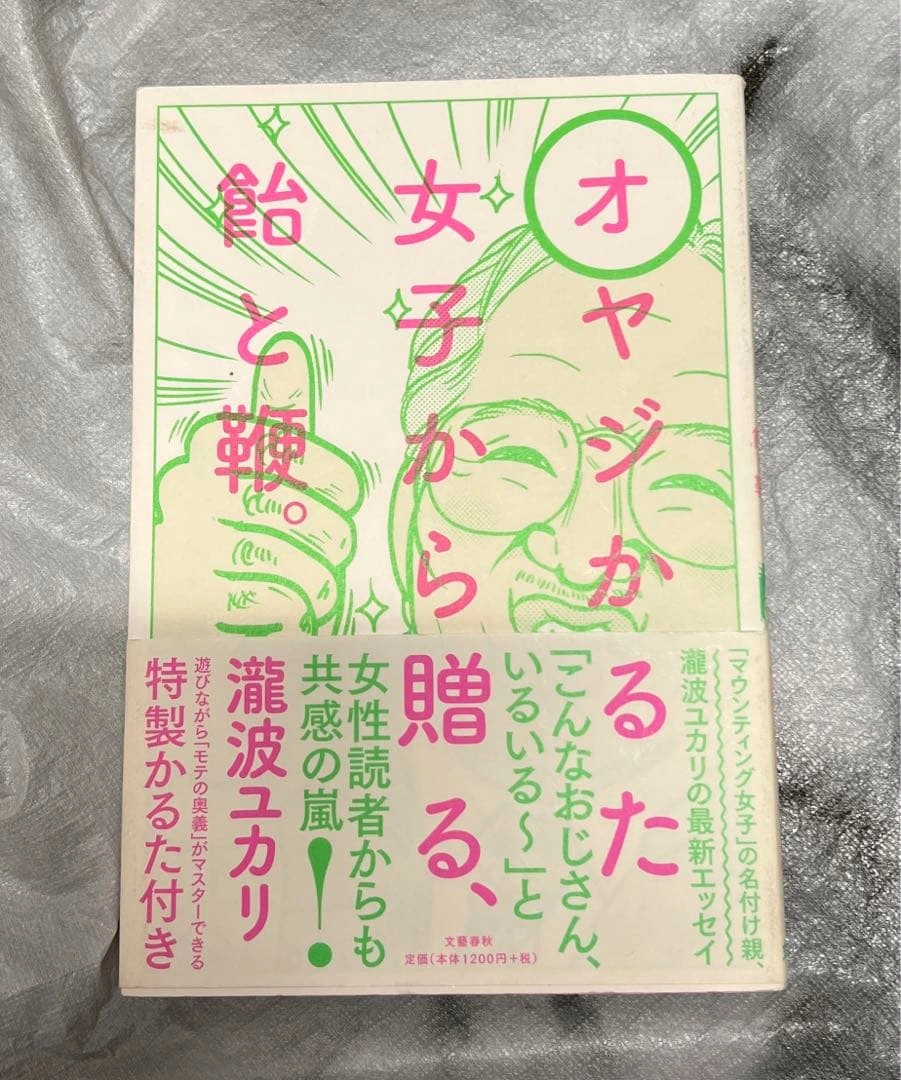 オヤジかるた
女子から贈る、
飴と鞭。
「マウンティング女子」の名付け親、
瀧波ユカリの最新エッセイ
「こんなおじさん、
いるいる〜」と
女性読者からも
共感の嵐!
瀧波ユカリ
遊びながら「モテの奥義」がマスターできる
特製かるた付き
文藝春秋
定価(本体1200円+税)